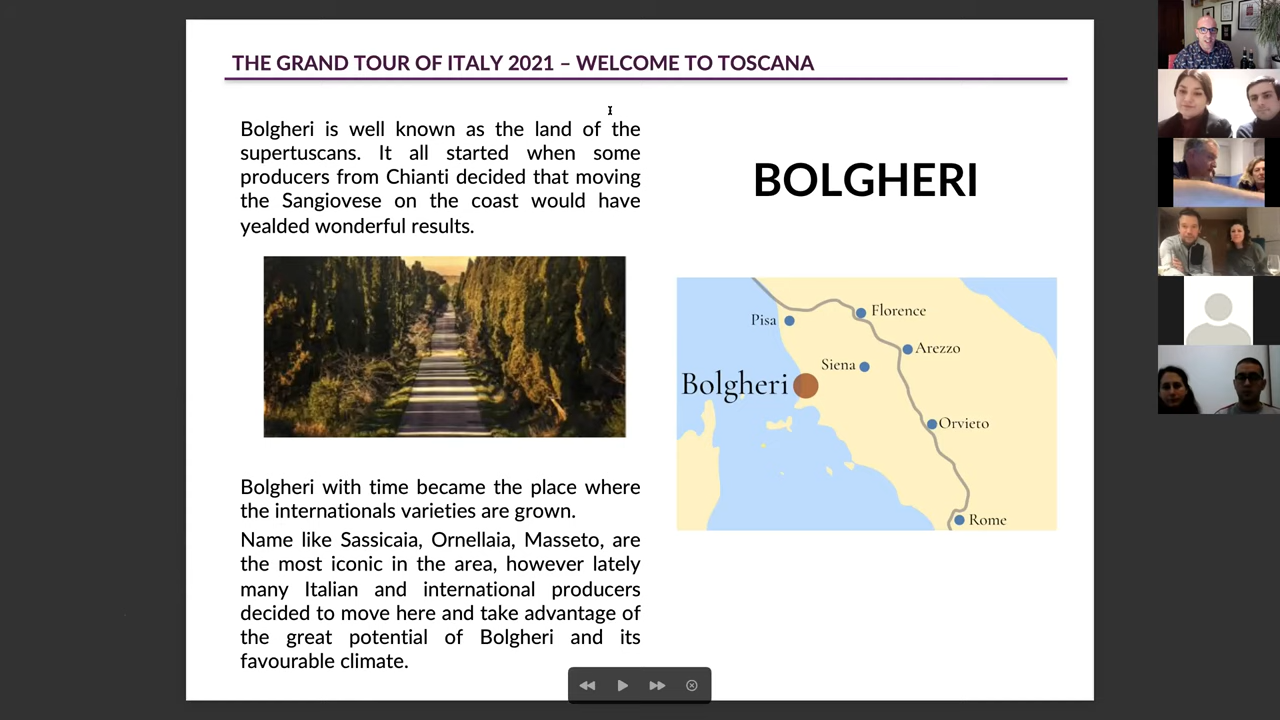 THE GRAND TOUR OF ITALY 2021 – WELCOME TO TOSCANA
Bolgheri is well known as the land of the
supertuscans. It all started when some
producers from Chianti decided that moving
the Sangiovese on the coast would have
yealded wonderful results.
BOLGHERI
Pisa
Florence
Arezzo
Siena
Bolgheri
Orvieto
Rome
Bolgheri with time became the place where
the internationals varieties are grown.
Name like Sassicaia, Ornellaia, Masseto, are
the most iconic in the area, however lately
many Italian and international producers
decided to move here and take advantage of
the great potential of Bolgheri and its
favourable climate.